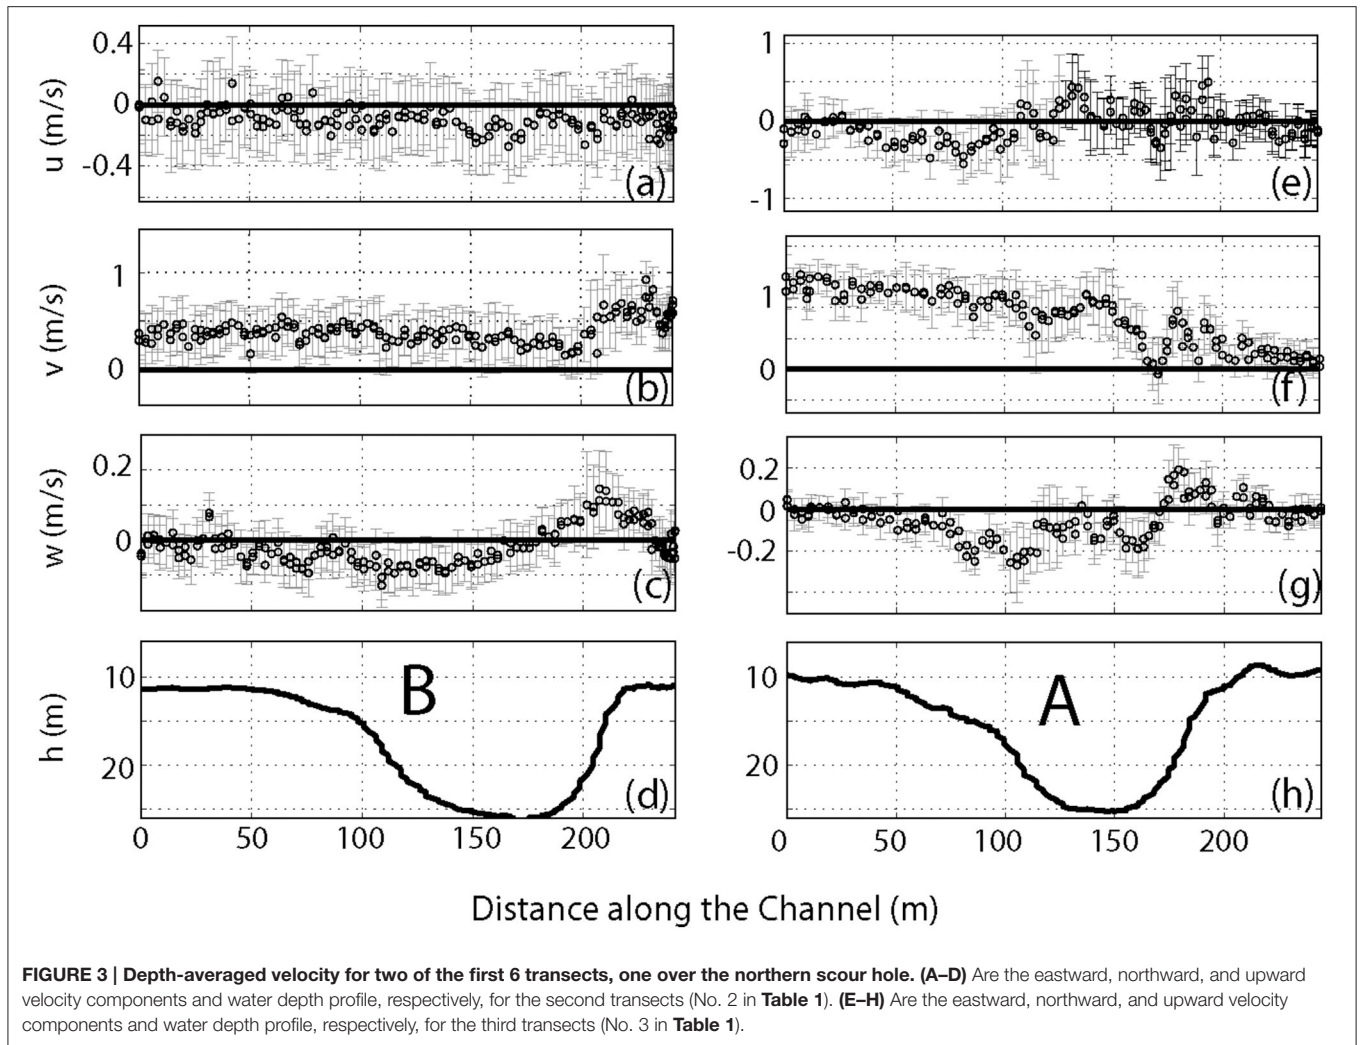 0.4
0
-0.4
u (m/s)
(a)
1
0
-1
(e)
1
0
v (m/s)
(b)
1
0
(f)
0.2
0
w (m/s)
(c)
0.2
0
-0.2
(g)
10
20
h (m)
B
(d)
0 50 100 150 200
10
20
A
(h)
0 50 100 150 200
Distance along the Channel (m)
FIGURE 3 | Depth-averaged velocity for two of the first 6 transects, one over the northern scour hole. (A–D) Are the eastward, northward, and upward
velocity components and water depth profile, respectively, for the second transects (No. 2 in Table 1). (E–H) Are the eastward, northward, and upward velocity
components and water depth profile, respectively, for the third transects (No. 3 in Table 1).